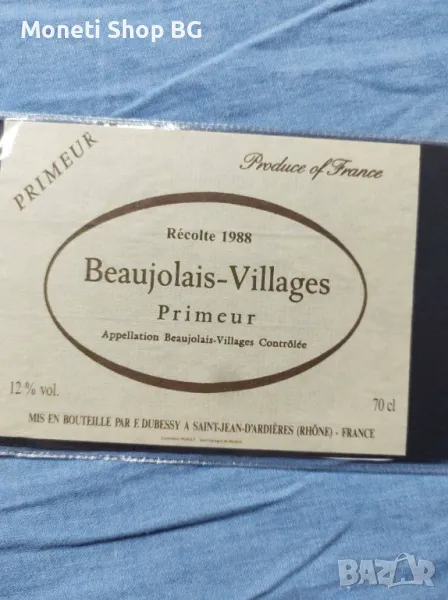 Moneti Shop BG
PRIMEUR
Produce of France
Récolte 1988
Beaujolais-Villages
Primeur
Appellation Beaujolais-Villages Contrôlée
12 % vol.
70 cl
MIS EN BOUTEILLE PAR F. DUBESSY A SAINT-JEAN-D'ARDIÈRES (RHÔNE) - FRANCE
BAZAR